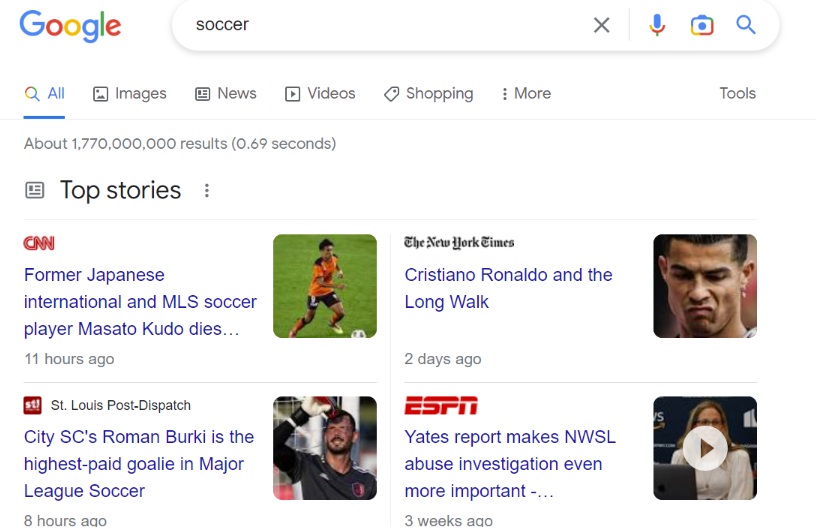 Google
soccer
All
Images
News
Videos
Shopping
More
Tools
About 1,770,000,000 results (0.69 seconds)
Top stories
CNN
Former Japanese
international and MLS soccer
player Masato Kudo dies…
11 hours ago
The New York Times
Cristiano Ronaldo and the
Long Walk
2 days ago
st! St. Louis Post-Dispatch
City SC's Roman Burki is the
highest-paid goalie in Major
League Soccer
8 hours ago
ESPN
Yates report makes NWSL
abuse investigation even
more important -…
3 weeks ago